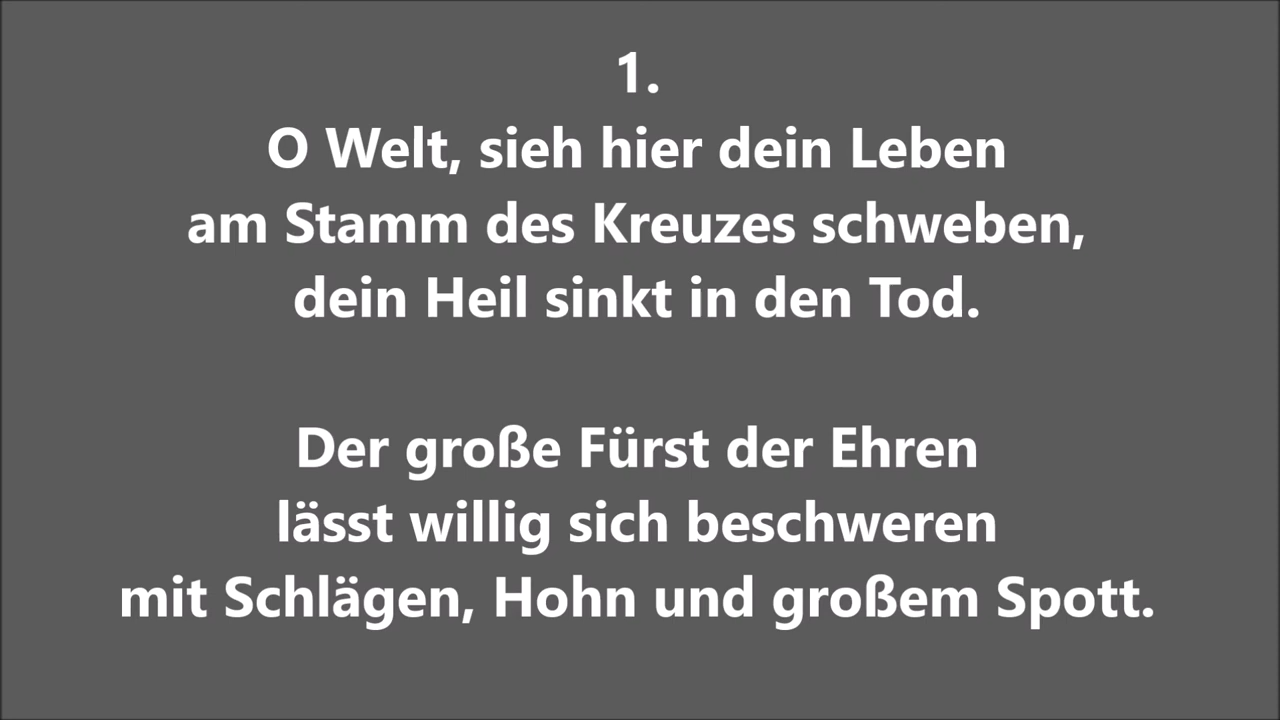 1.
O Welt, sieh hier dein Leben
am Stamm des Kreuzes schweben,
dein Heil sinkt in den Tod.
Der große Fürst der Ehren
lässt willig sich beschweren
mit Schlägen, Hohn und großem Spott.